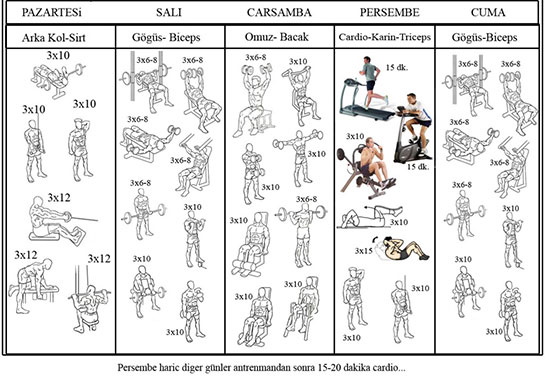 PAZARTESi
SALI
CARSAMBA
PERSEMBE
CUMA
Arka Kol-Sirt
Gögüs- Biceps
Omuz- Bacak
Cardio-Karin-Triceps
Gögüs-Biceps
3x10
3x10
3x10
3x12
3x12
3x12
3x6-8
3x6-8
3x6-8
3x6-8
3x6-8
3x10
3x10
3x10
3x10
3x10
3x10
3x10
3x6-8
3x10
3x10
3x10
15 dk.
15 dk.
3x10
3x10
3x15
3x10
3x10
3x6-8
3x6-8
3x6-8
3x6-8
3x6-8
3x10
3x10
3x10
Persembe haric diger günler antrenmandan sonra 15-20 dakika cardio...